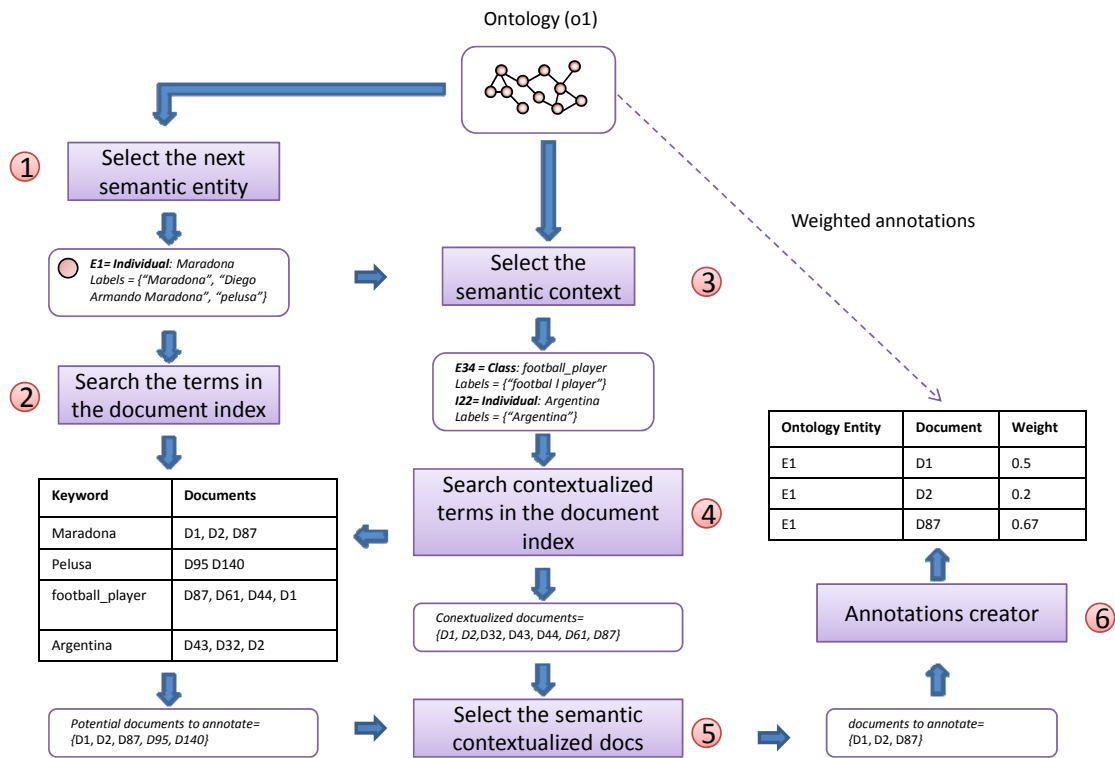 Ontology (o1)
1
Select the next
semantic entity
E1= Individual: Maradona
Labels = {“Maradona”, “Diego
Armando Maradona”, “pelusa”}
2
Search the terms in
the document index
Keyword Documents
Maradona D1, D2, D87
Pelusa D95 D140
football_player D87, D61, D44, D1
Argentina D43, D32, D2
Potential documents to annotate=
{D1, D2, D87, D95, D140}
Select the
semantic context
3
E34 = Class: football_player
Labels = {“footbal l player”}
I22= Individual: Argentina
Labels = {“Argentina”}
Search contextualized
terms in the document
index
4
Conextualized documents=
{D1, D2,D32, D43, D44, D61, D87}
Select the semantic
contextualized docs
5
documents to annotate=
{D1, D2, D87}
Annotations creator
6
Weighted annotations
Ontology Entity Document Weight
E1 D1 0.5
E1 D2 0.2
E1 D87 0.67